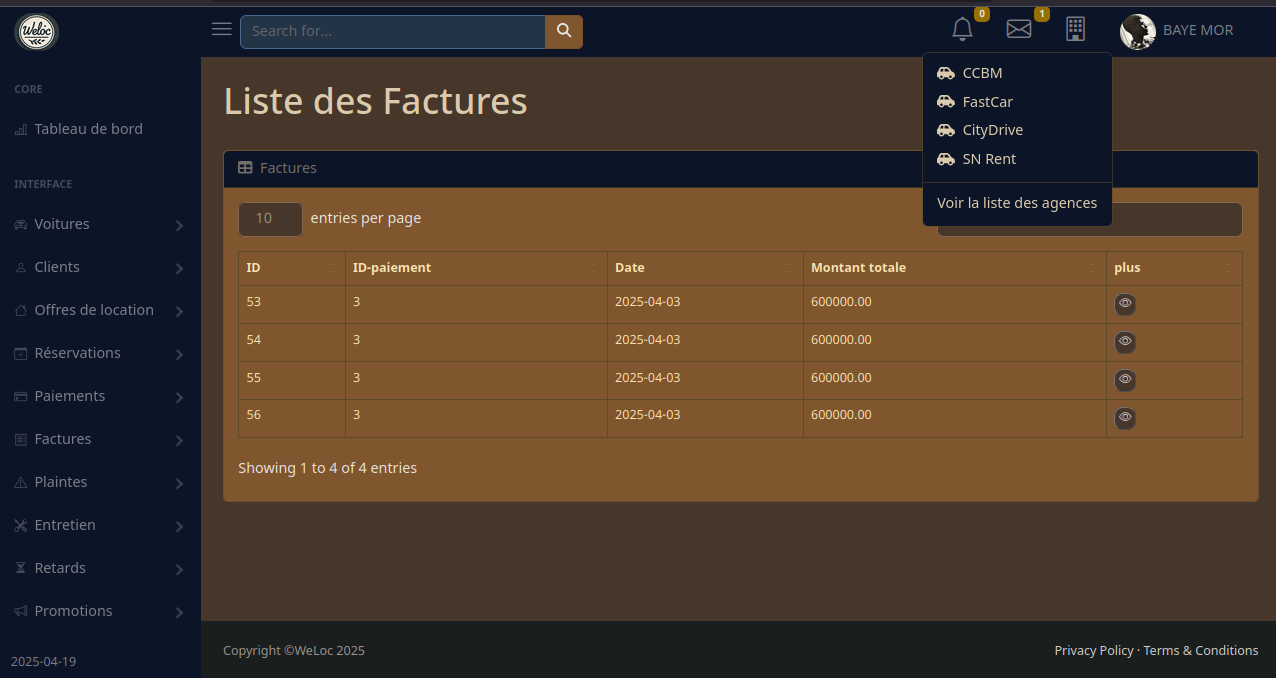 Weloc
Search for...
0
1
BAYE MOR
CORE
Tableau de bord
INTERFACE
Voitures
Clients
Offres de location
Réservations
Paiements
Factures
Plaintes
Entretien
Retards
Promotions
2025-04-19
CCBM
FastCar
CityDrive
SN Rent
Voir la liste des agences
Liste des Factures
Factures
10 entries per page
ID ID-paiement Date Montant totale plus
53 3 2025-04-03 600000.00
54 3 2025-04-03 600000.00
55 3 2025-04-03 600000.00
56 3 2025-04-03 600000.00
Showing 1 to 4 of 4 entries
Copyright ©WeLoc 2025
Privacy Policy · Terms & Conditions